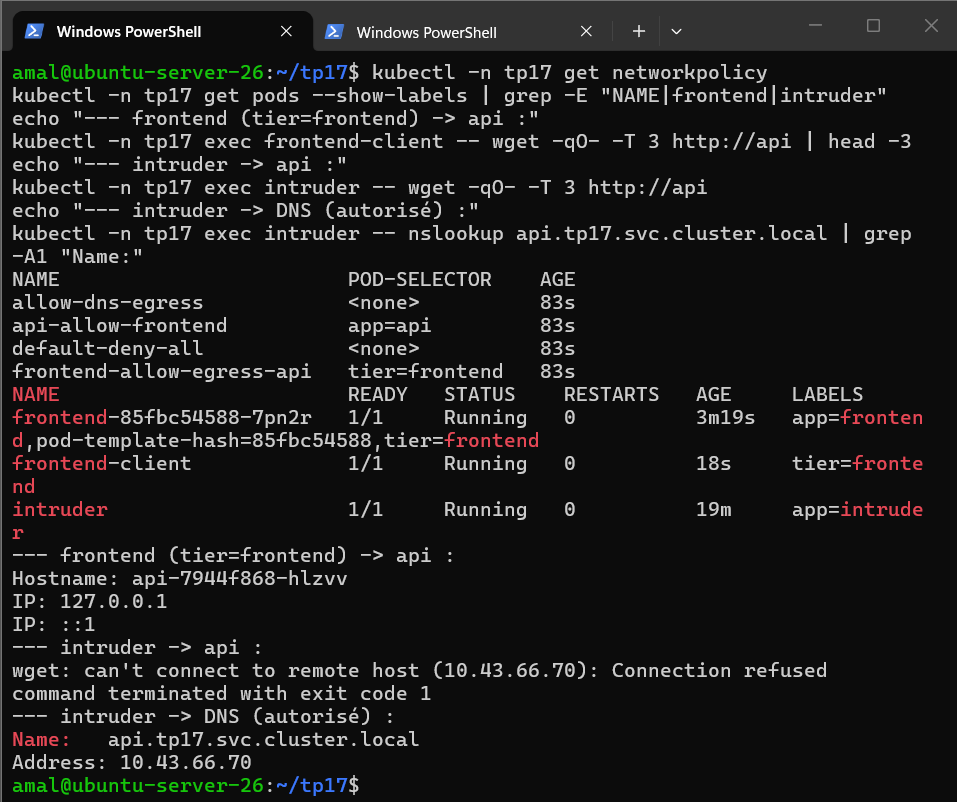 Windows PowerShell
Windows PowerShell
amal@ubuntu-server-26:~/tp17$ kubectl -n tp17 get networkpolicy
kubectl -n tp17 get pods --show-labels | grep -E "NAME|frontend|intruder"
echo "--- frontend (tier=frontend) -> api :"
kubectl -n tp17 exec frontend-client -- wget -qO- -T 3 http://api | head -3
echo "--- intruder -> api :"
kubectl -n tp17 exec intruder -- wget -qO- -T 3 http://api
echo "--- intruder -> DNS (autorisé) :"
kubectl -n tp17 exec intruder -- nslookup api.tp17.svc.cluster.local | grep
-A1 "Name:"
NAME POD-SELECTOR AGE
allow-dns-egress <none> 83s
api-allow-frontend app=api 83s
default-deny-all <none> 83s
frontend-allow-egress-api tier=frontend 83s
NAME READY STATUS RESTARTS AGE LABELS
frontend-85fbc54588-7pn2r 1/1 Running 0 3m19s app=fronten
d,pod-template-hash=85fbc54588,tier=frontend
frontend-client 1/1 Running 0 18s tier=fronte
nd
intruder 1/1 Running 0 19m app=intrude
r
--- frontend (tier=frontend) -> api :
Hostname: api-7944f868-hlzvv
IP: 127.0.0.1
IP: ::1
--- intruder -> api :
wget: can't connect to remote host (10.43.66.70): Connection refused
command terminated with exit code 1
--- intruder -> DNS (autorisé) :
Name: api.tp17.svc.cluster.local
Address: 10.43.66.70
amal@ubuntu-server-26:~/tp17$